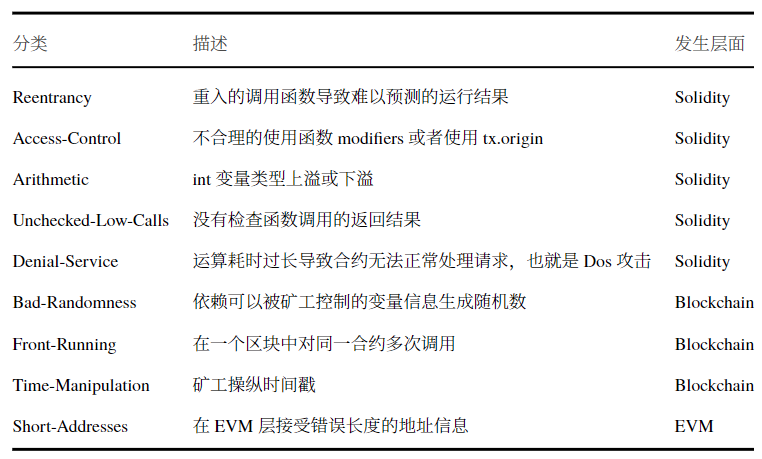 分类 描述 发生层面
Reentrancy 重入的调用函数导致难以预测的运行结果 Solidity
Access-Control 不合理的使用函数 modifiers 或者使用 tx.origin Solidity
Arithmetic int 变量类型上溢或下溢 Solidity
Unchecked-Low-Calls 没有检查函数调用的返回结果 Solidity
Denial-Service 运算耗时过长导致合约无法正常处理请求，也就是 Dos 攻击 Solidity
Bad-Randomness 依赖可以被矿工控制的变量信息生成随机数 Blockchain
Front-Running 在一个区块中对同一合约多次调用 Blockchain
Time-Manipulation 矿工操纵时间戳 Blockchain
Short-Addresses 在 EVM 层接受错误长度的地址信息 EVM